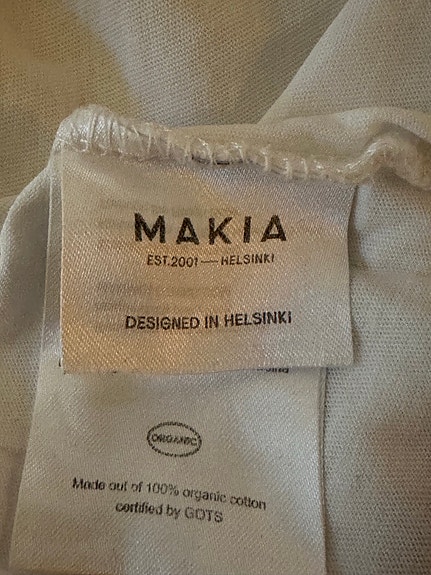 MAKIA
EST.2001 — HELSINKI
DESIGNED IN HELSINKI
ORGANIC
Made out of 100% organic cotton
certified by GOTS